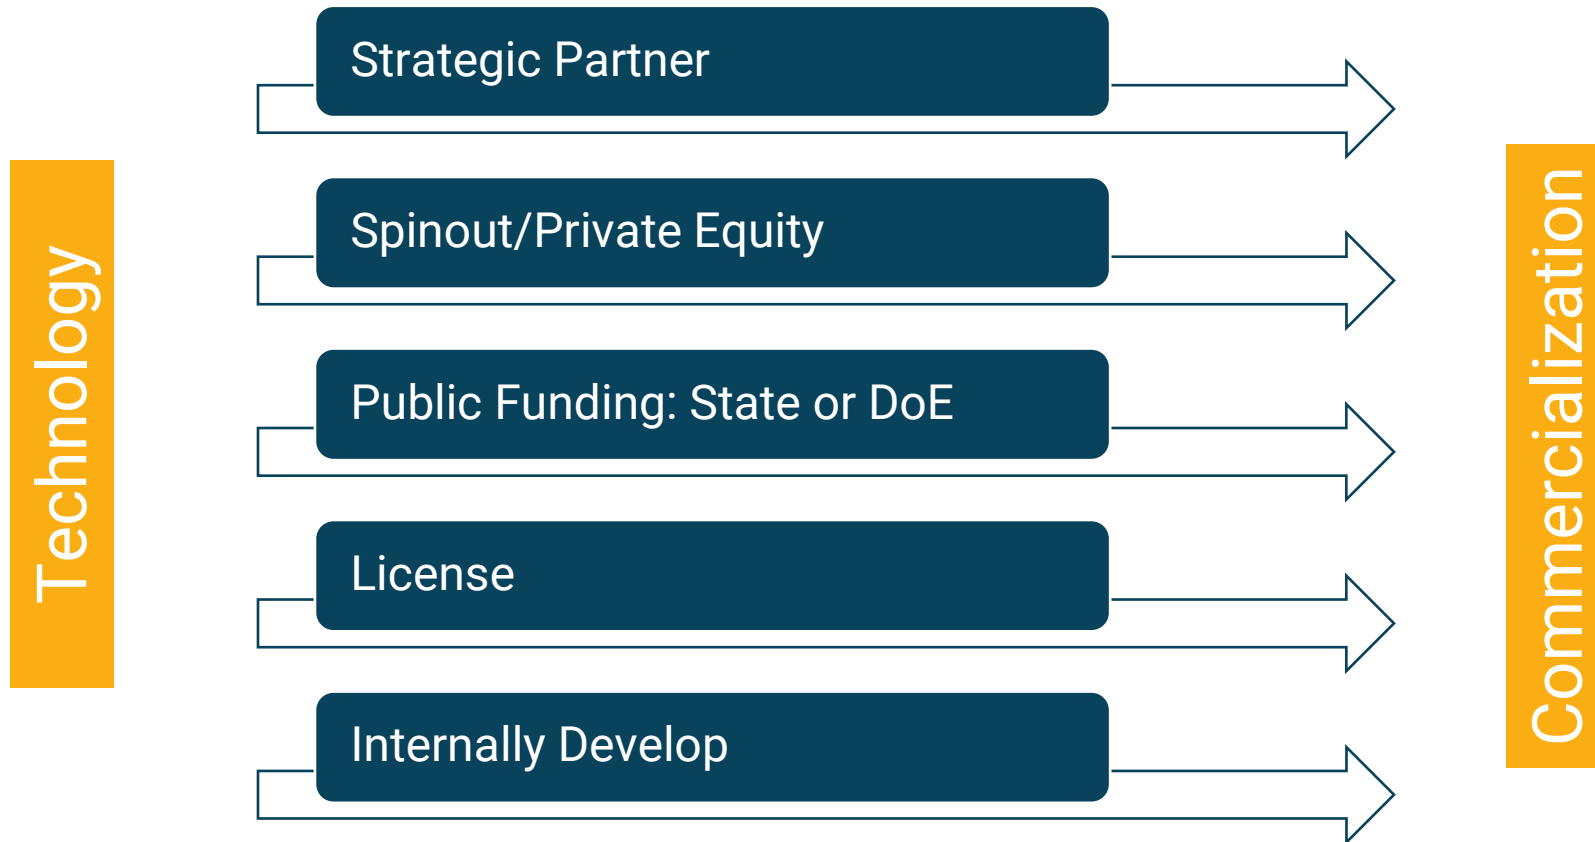 Technology
Strategic Partner
Spinout/Private Equity
Public Funding: State or DoE
License
Internally Develop
Commercialization